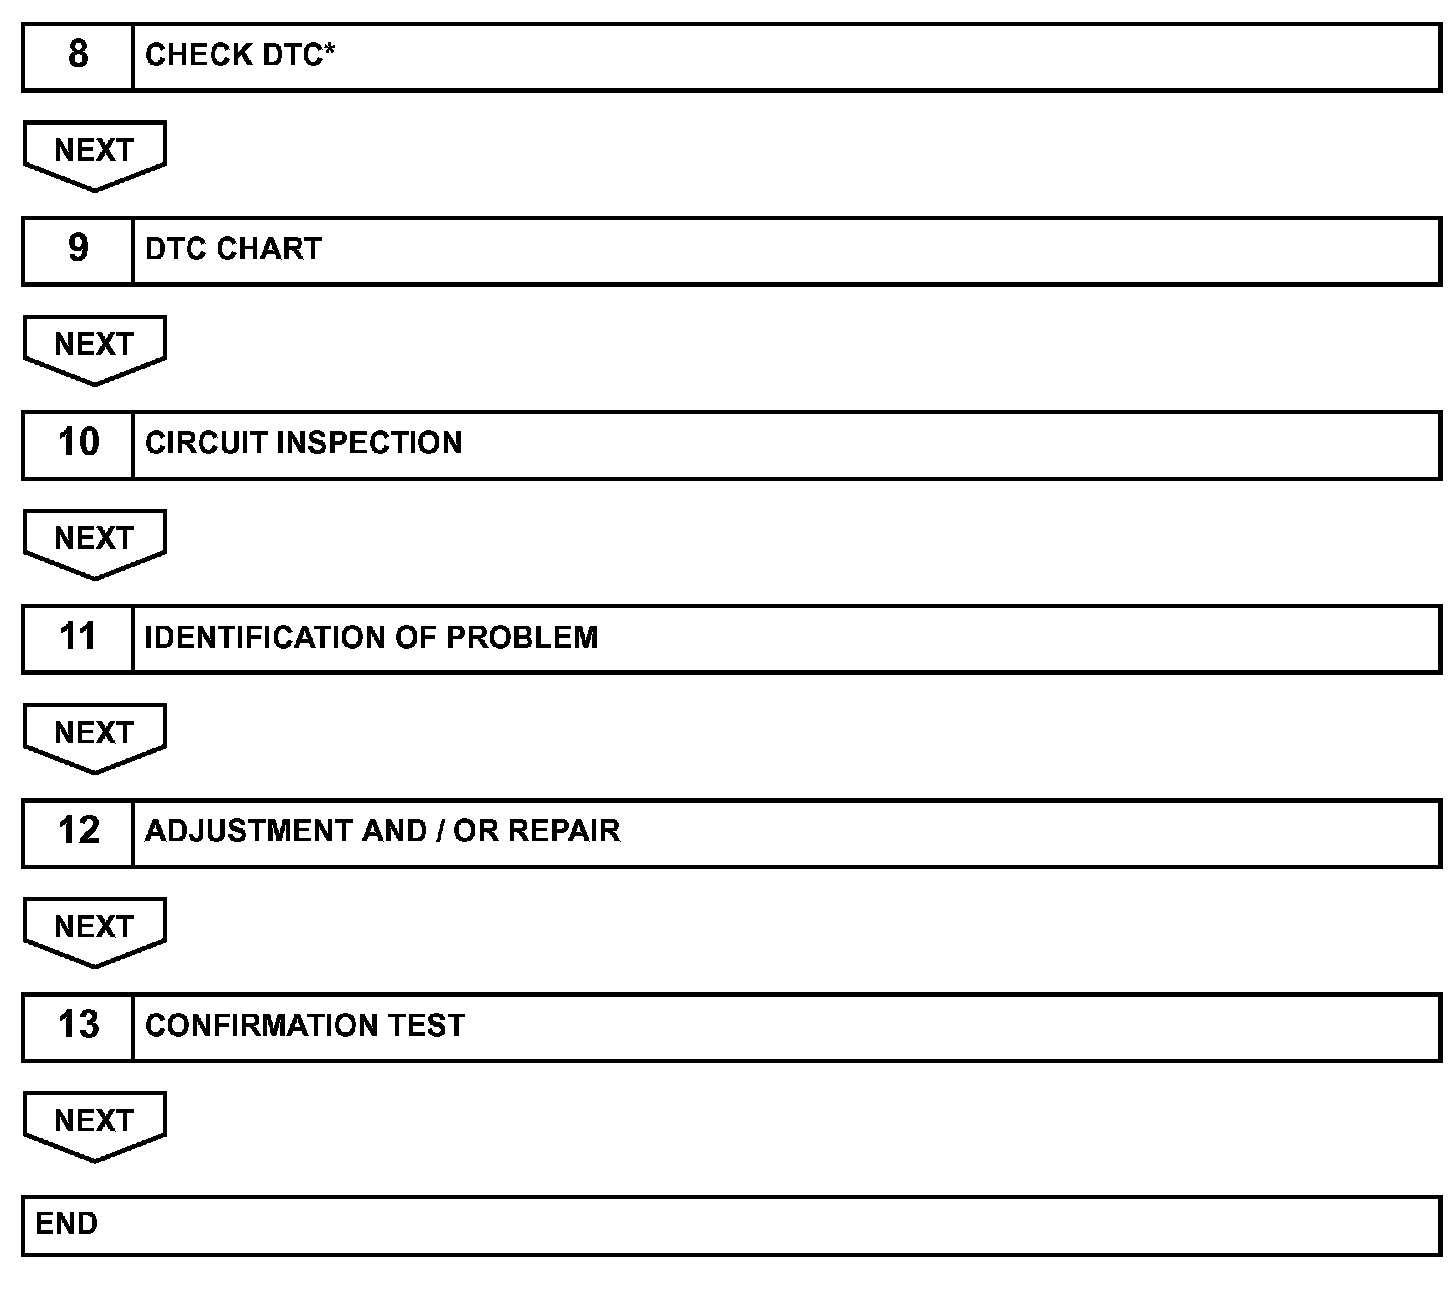 8 CHECK DTC*
NEXT
9 DTC CHART
NEXT
10 CIRCUIT INSPECTION
NEXT
11 IDENTIFICATION OF PROBLEM
NEXT
12 ADJUSTMENT AND / OR REPAIR
NEXT
13 CONFIRMATION TEST
NEXT
END